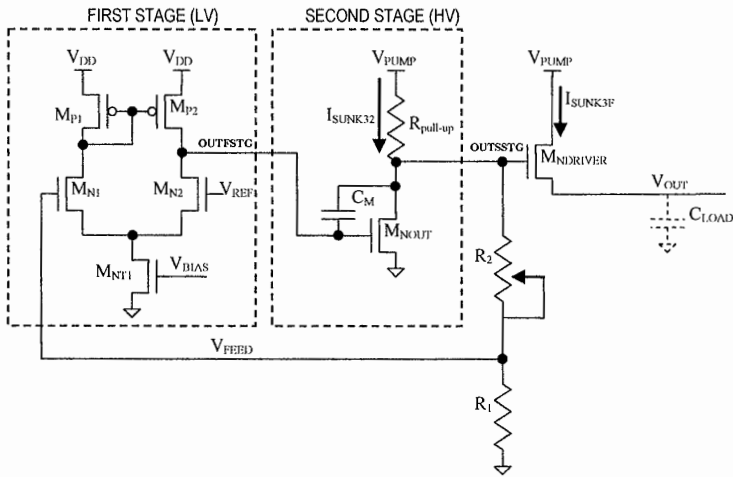 FIRST STAGE (LV)
SECOND STAGE (HV)
VDD
VDD
VPUMP
VPUMP
MP1
MP2
ISUNK32
Rpull-up
ISUNK3F
OUTFSTG
OUTSSTG
MNDRIVER
MN1
MN2
VREF
CM
VOUT
MNOUT
CLOAD
MNT1
VBIAS
R2
VFEED
R1